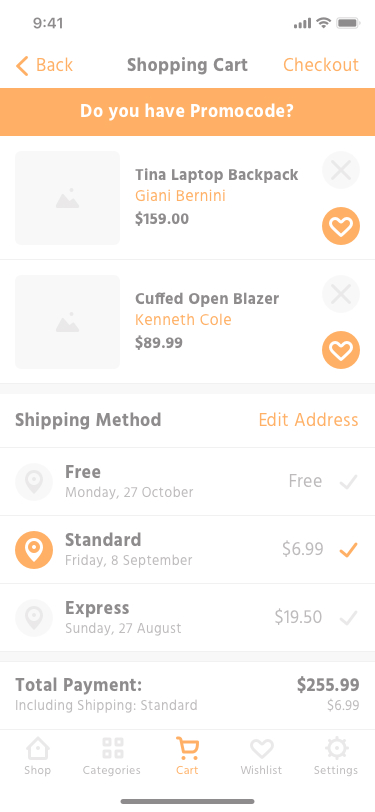 9:41
Back Shopping Cart Checkout
Do you have Promocode?
Tina Laptop Backpack
Giani Bernini
$159.00
Cuffed Open Blazer
Kenneth Cole
$89.99
Shipping Method Edit Address
Free
Monday, 27 October
Free
Standard
Friday, 8 September
$6.99
Express
Sunday, 27 August
$19.50
Total Payment: $255.99
Including Shipping: Standard $6.99
Shop Categories Cart Wishlist Settings